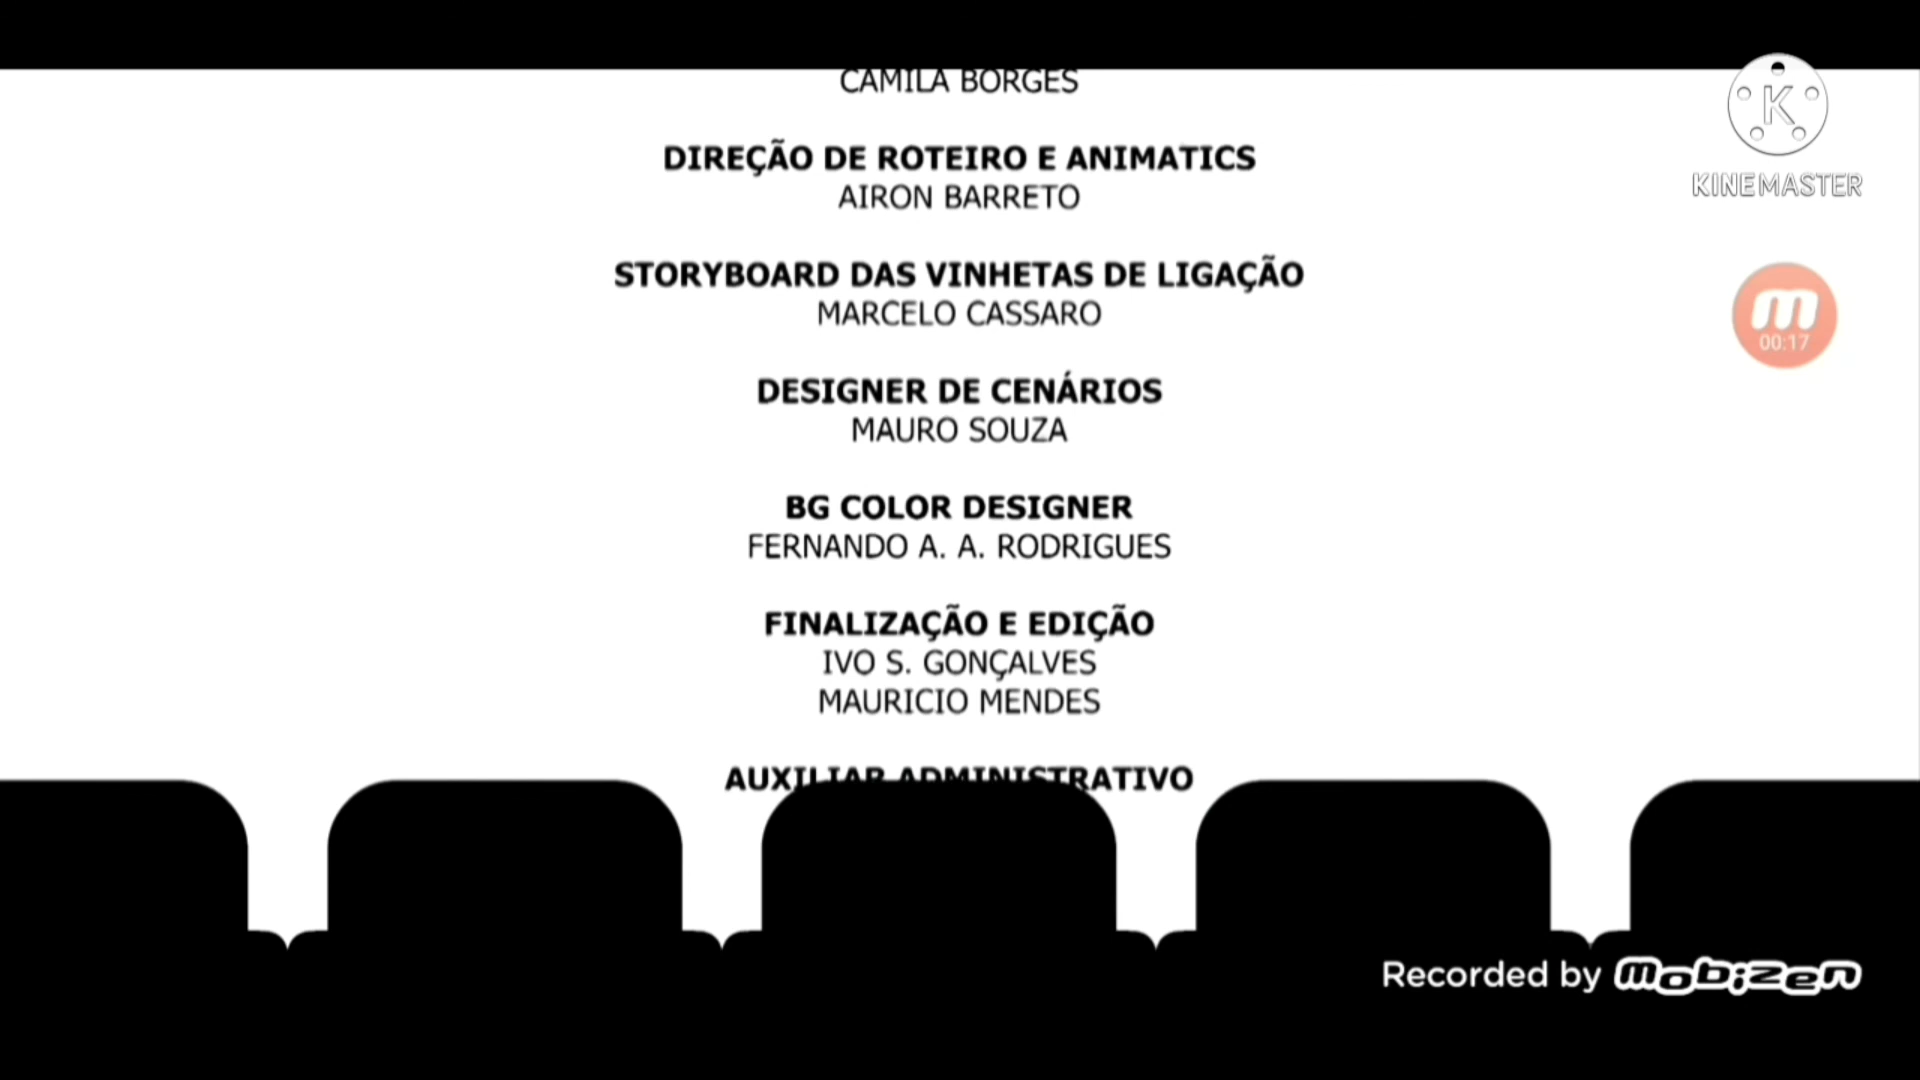 CAMILA BORGES
DIREÇÃO DE ROTEIRO E ANIMATICS
AIRON BARRETO
STORYBOARD DAS VINHETAS DE LIGAÇÃO
MARCELO CASSARO
DESIGNER DE CENÁRIOS
MAURO SOUZA
BG COLOR DESIGNER
FERNANDO A. A. RODRIGUES
FINALIZAÇÃO E EDIÇÃO
IVO S. GONÇALVES
MAURICIO MENDES
AUXILIAR ADMINISTRATIVO
K
KINEMASTER
m
00:17
Recorded by mobizen